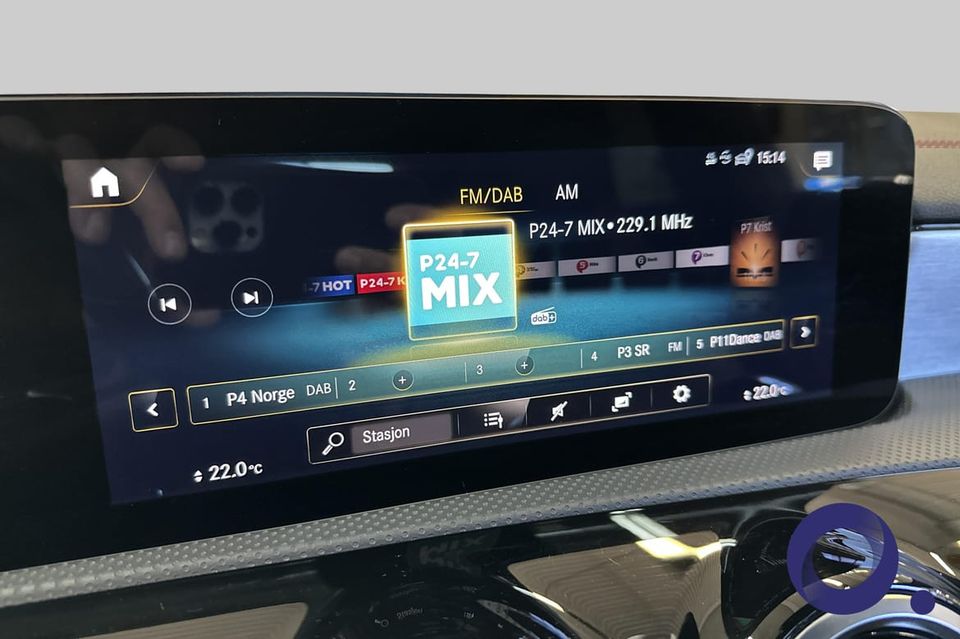 15:14
FM/DAB AM
P24-7 MIX • 229.1 MHz
P7 Krist
P24-7
MIX
-7 HOT
P24-7 K
dab+
1 P4 Norge DAB 2 + 3 + 4 P3 SR FM 5 P11Dance DAB
Stasjon
22.0°C
22.0°C